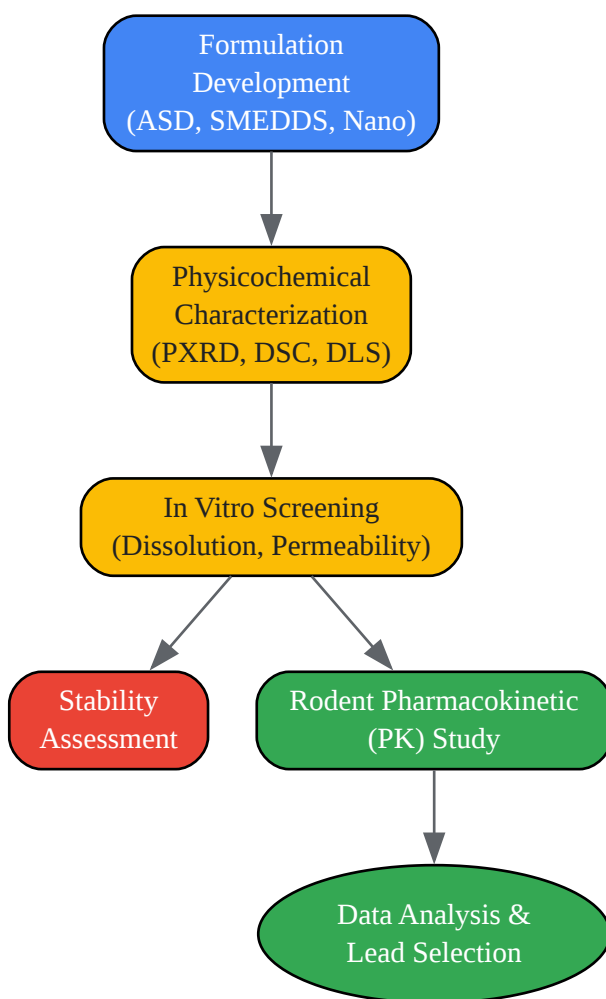 Formulation
Development
(ASD, SMEDDS, Nano)
Physicochemical
Characterization
(PXRD, DSC, DLS)
In Vitro Screening
(Dissolution, Permeability)
Stability
Assessment
Rodent Pharmacokinetic
(PK) Study
Data Analysis &
Lead Selection